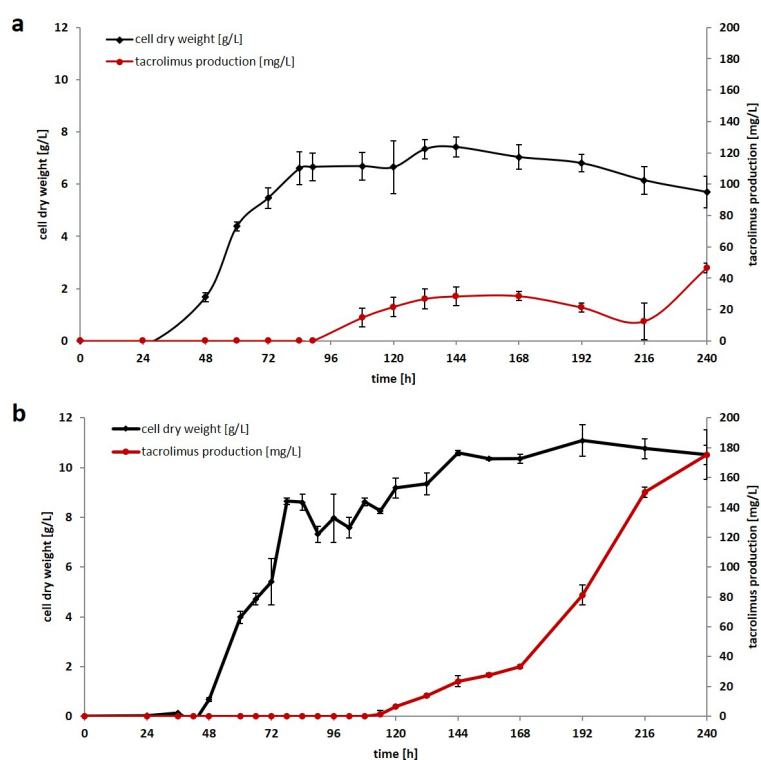 a
cell dry weight [g/L]
tacrolimus production [mg/L]
12
10
8
6
4
2
0
200
180
160
140
120
100
80
60
40
20
0
cell dry weight [g/L]
tacrolimus production [mg/L]
0 24 48 72 96 120 144 168 192 216 240
time [h]
b
cell dry weight [g/L]
tacrolimus production [mg/L]
12
10
8
6
4
2
0
200
180
160
140
120
100
80
60
40
20
0
cell dry weight [g/L]
tacrolimus production [mg/L]
0 24 48 72 96 120 144 168 192 216 240
time [h]